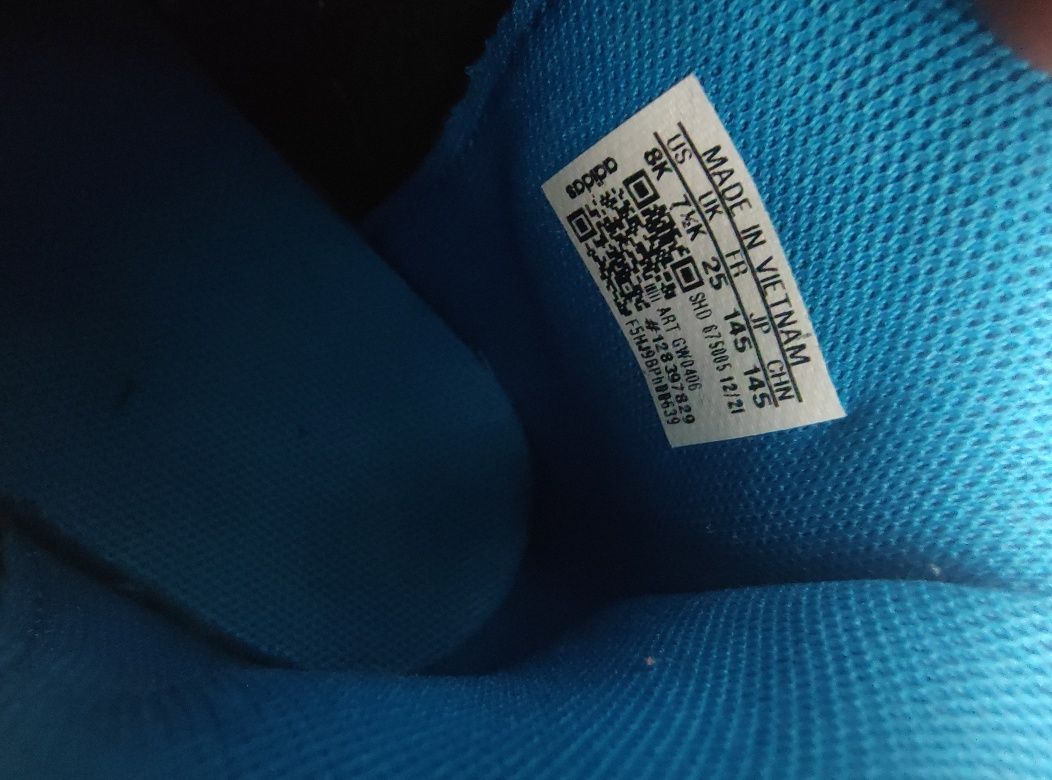 MADE IN VIETNAM
US UK FR JP CHN
8K 7½K 25 145 145
adidas
SHO 675005 12/21
ART GW0406
#128397829